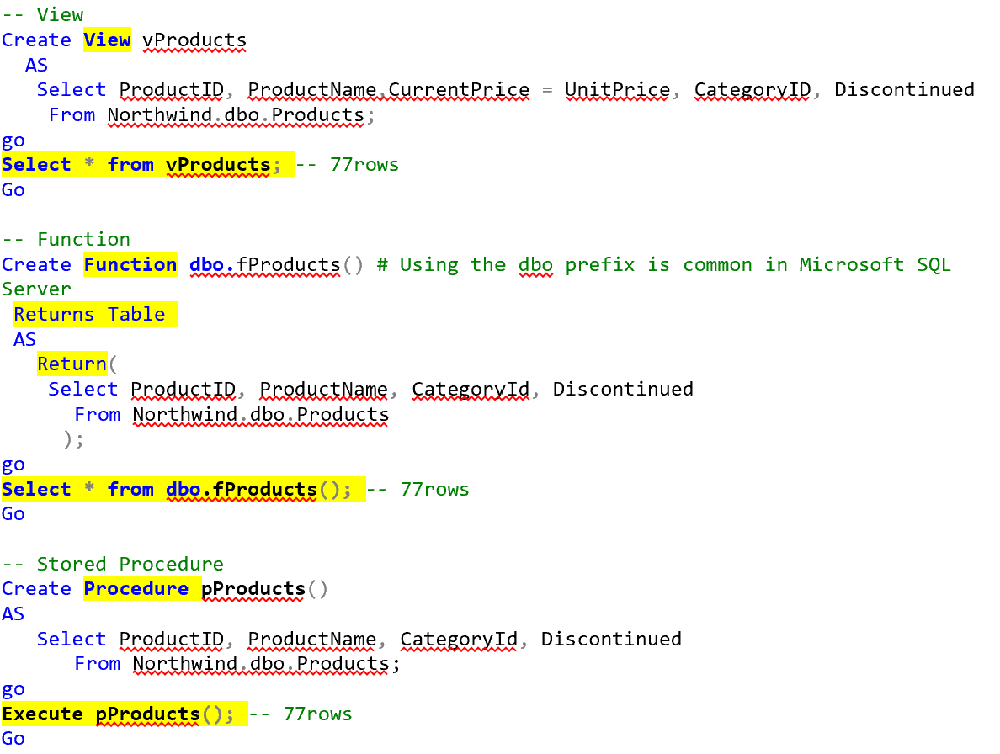 -- View
Create View vProducts
AS
Select ProductID, ProductName,CurrentPrice = UnitPrice, CategoryID, Discontinued
From Northwind.dbo.Products;
go
Select * from vProducts; -- 77rows
Go
-- Function
Create Function dbo.fProducts() # Using the dbo prefix is common in Microsoft SQL
Server
Returns Table
AS
Return(
Select ProductID, ProductName, CategoryId, Discontinued
From Northwind.dbo.Products
);
go
Select * from dbo.fProducts(); -- 77rows
Go
-- Stored Procedure
Create Procedure pProducts()
AS
Select ProductID, ProductName, CategoryId, Discontinued
From Northwind.dbo.Products;
go
Execute pProducts(); -- 77rows
Go